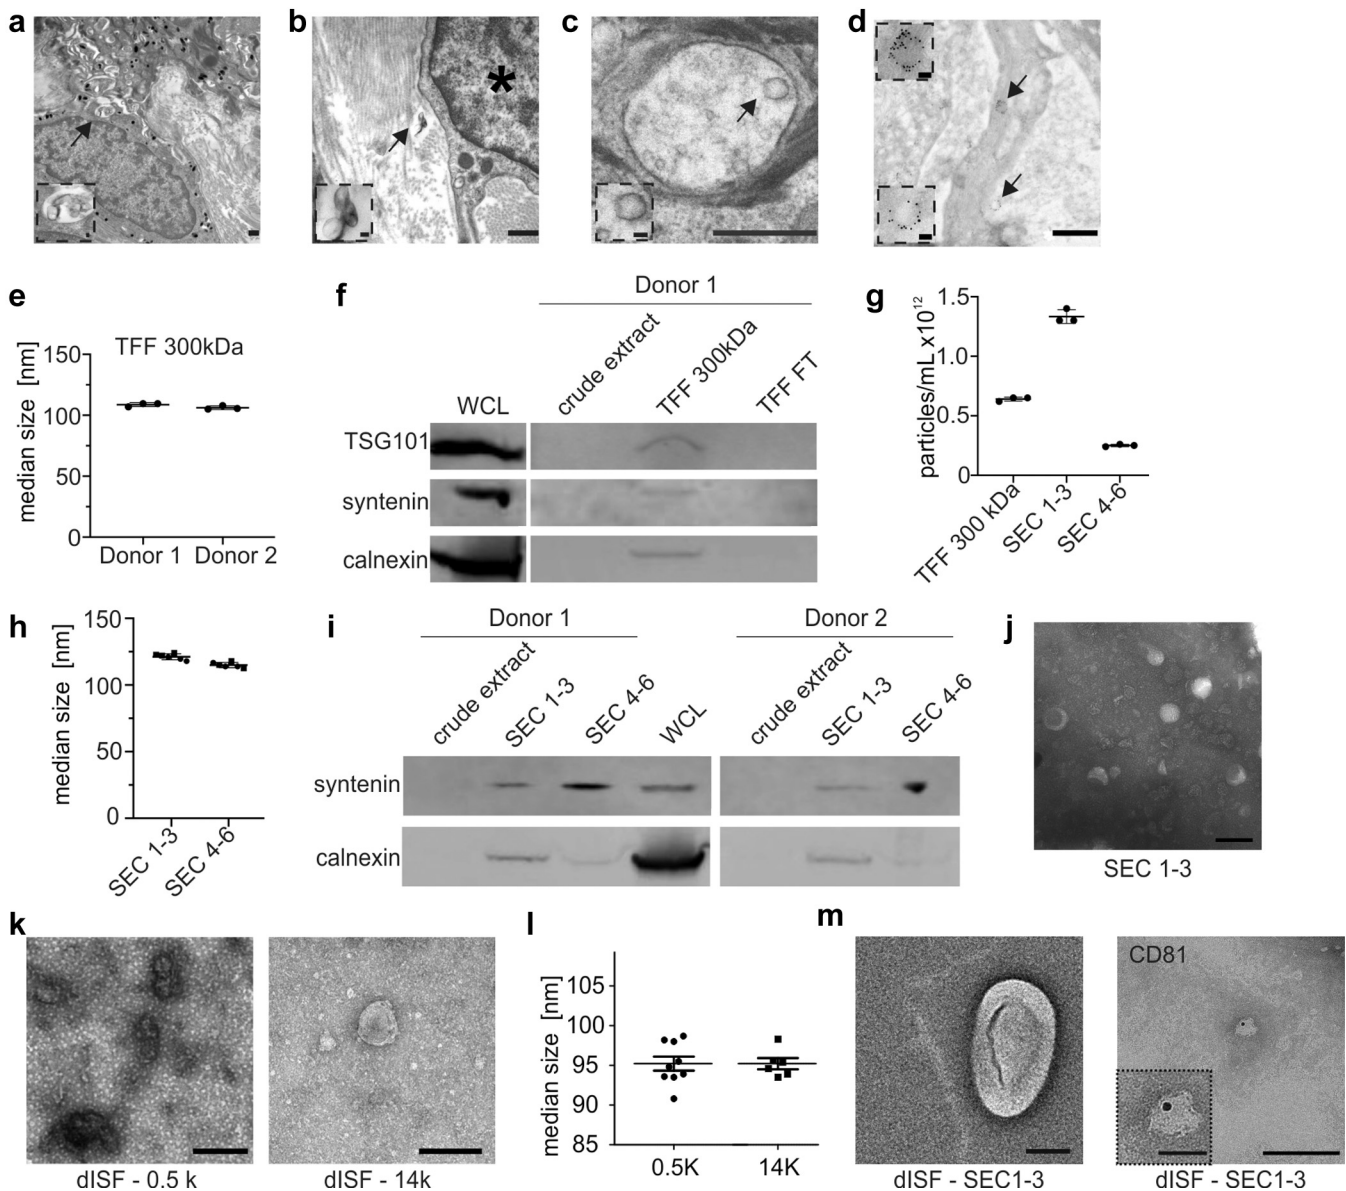 a
b
c
d
*
e
TFF 300kDa
median size [nm]
150
100
50
0
Donor 1
Donor 2
f
Donor 1
WCL
crude extract
TFF 300kDa
TFF FT
TSG101
syntenin
calnexin
g
particles/mL x10¹²
1.5
1.0
0.5
0
TFF 300 kDa
SEC 1-3
SEC 4-6
h
median size [nm]
150
100
50
0
SEC 1-3
SEC 4-6
i
Donor 1
Donor 2
crude extract
SEC 1-3
SEC 4-6
WCL
crude extract
SEC 1-3
SEC 4-6
syntenin
calnexin
j
SEC 1-3
k
dISF - 0.5 k
dISF - 14k
l
median size [nm]
105
100
95
90
85
0.5K
14K
m
CD81
dISF - SEC1-3
dISF - SEC1-3